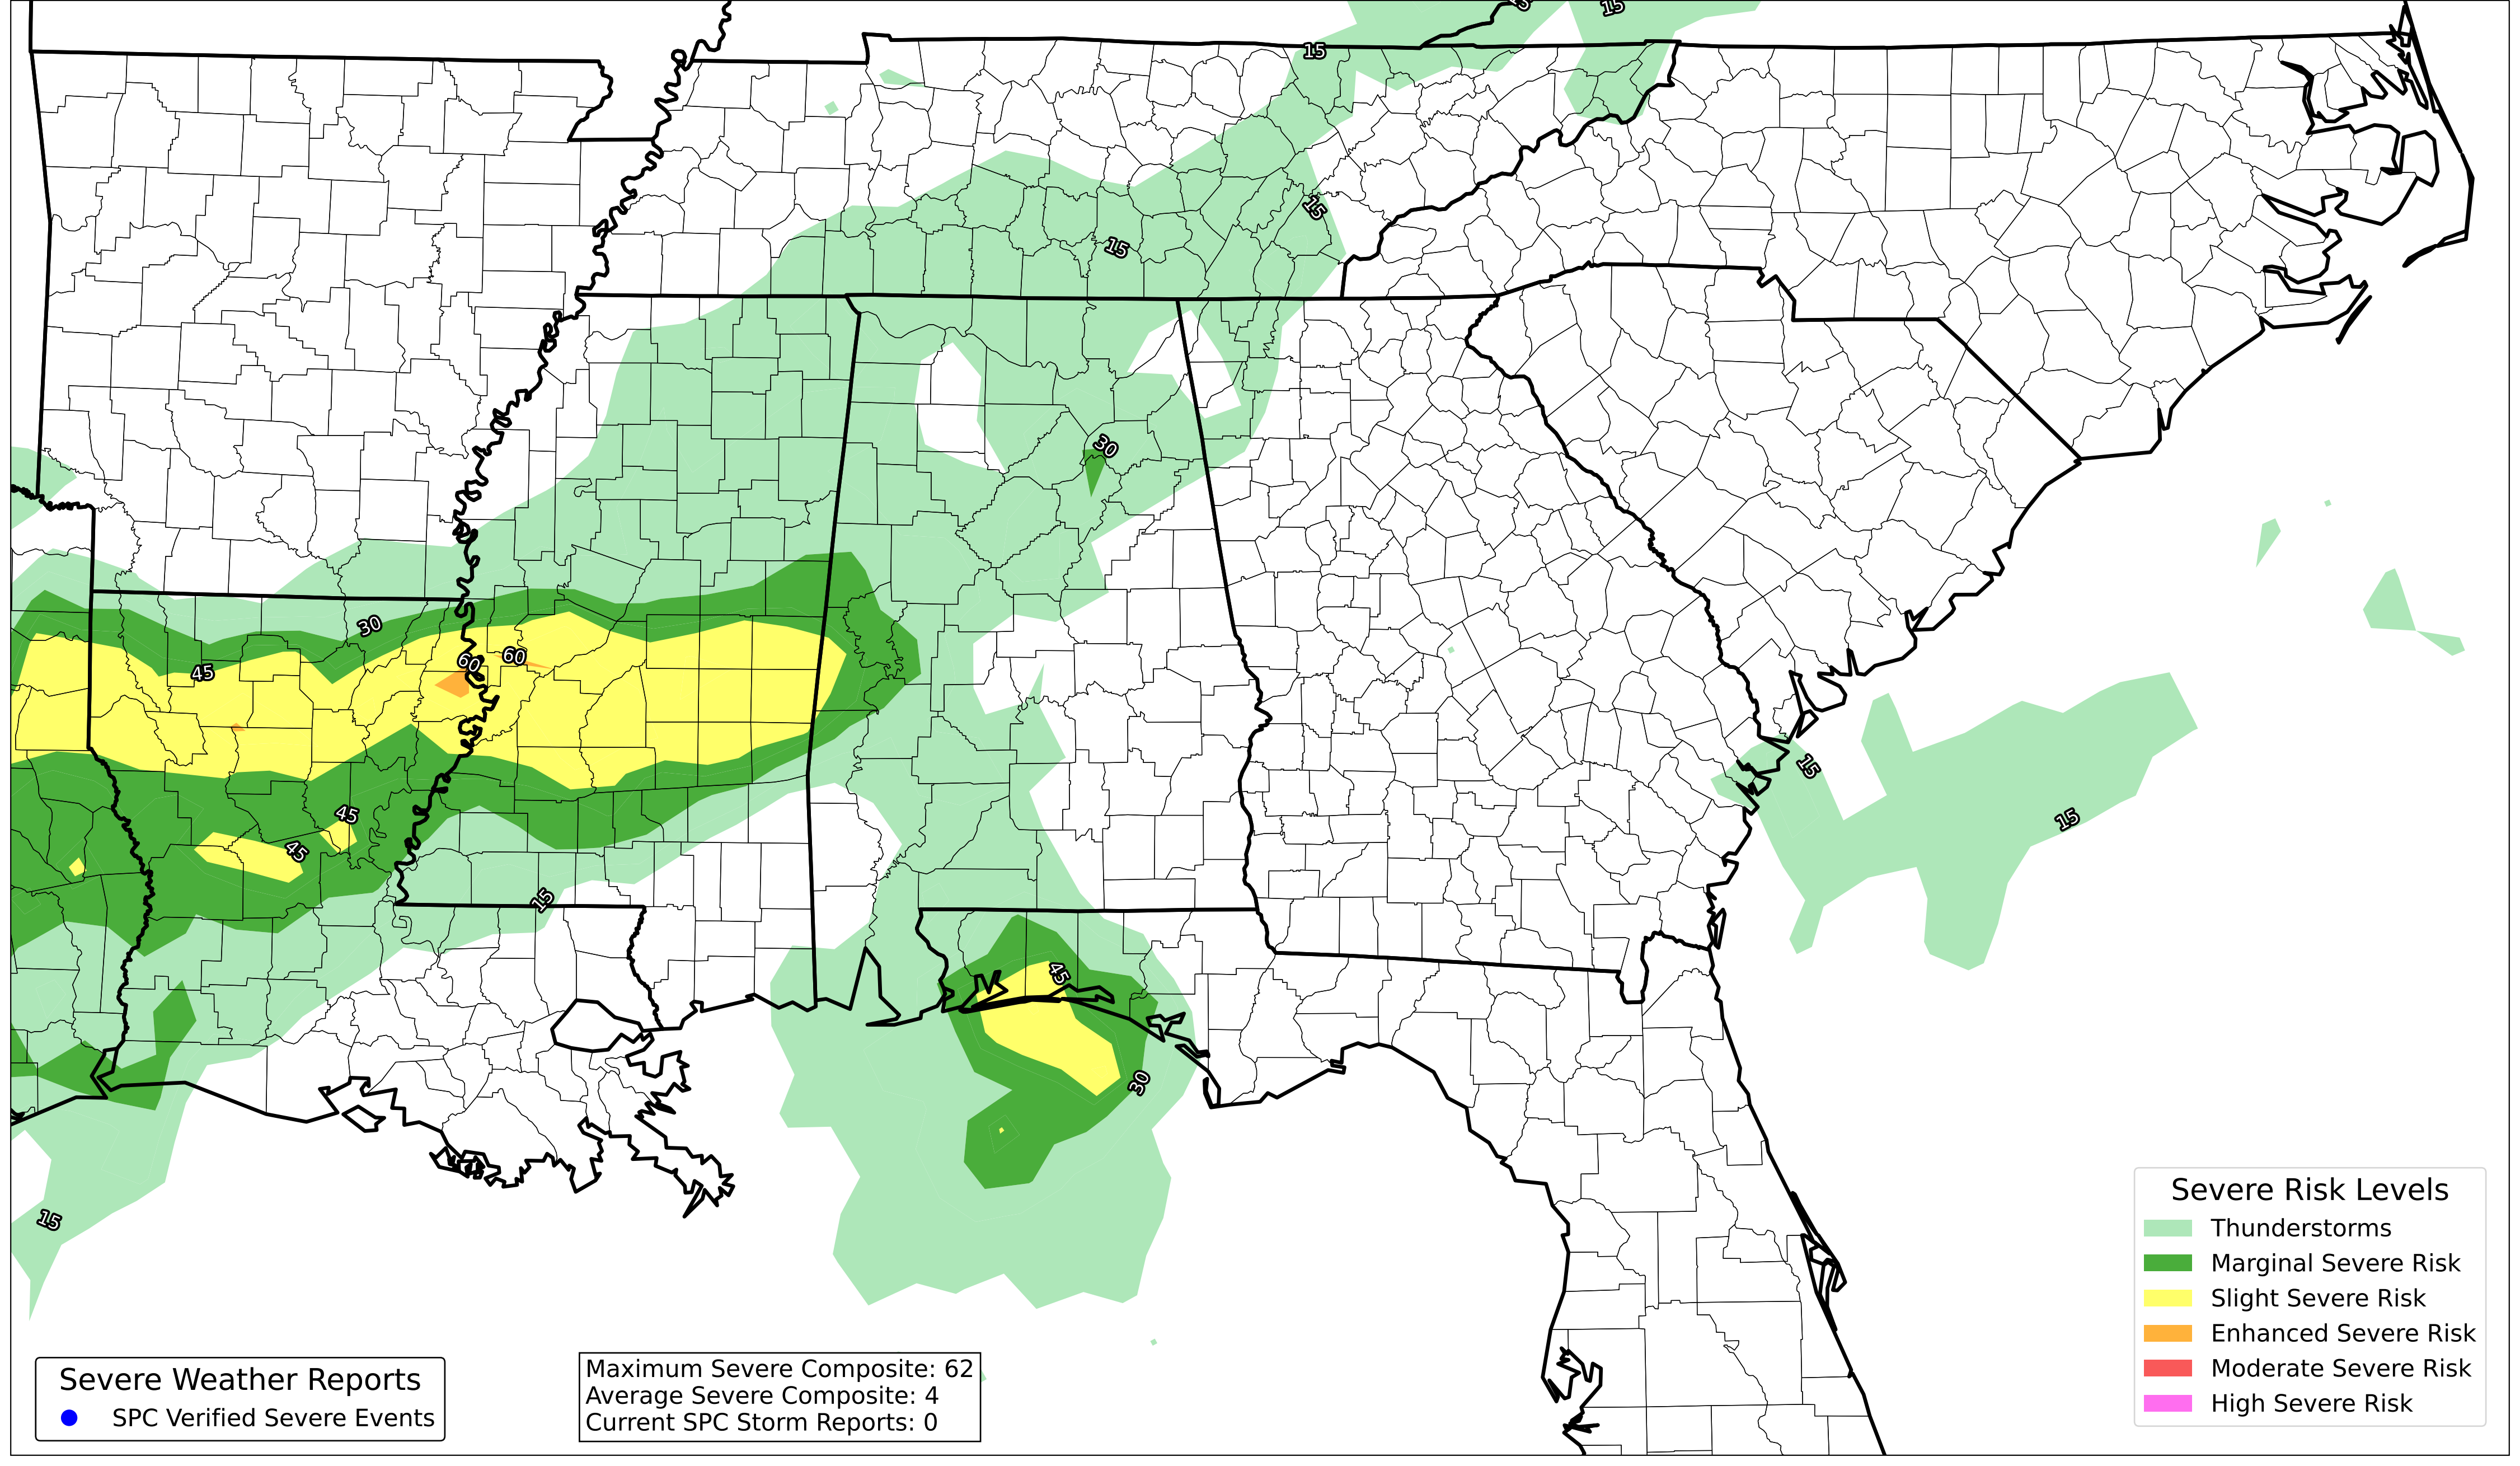 15
15
15
15
15
30
30
45
60
60
15
15
45
45
15
45
30
15
Severe Risk Levels
Thunderstorms
Marginal Severe Risk
Slight Severe Risk
Enhanced Severe Risk
Moderate Severe Risk
High Severe Risk
Severe Weather Reports
SPC Verified Severe Events
Maximum Severe Composite: 62
Average Severe Composite: 4
Current SPC Storm Reports: 0